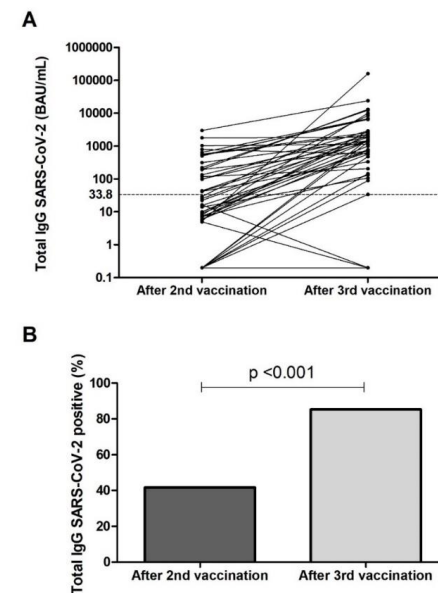 A
Total IgG SARS-CoV-2 (BAU/mL)
1000000
100000
10000
1000
100
33.8
10
1
0.1
After 2nd vaccination
After 3rd vaccination
B
Total IgG SARS-CoV-2 positive (%)
p <0.001
100
80
60
40
20
0
After 2nd vaccination
After 3rd vaccination